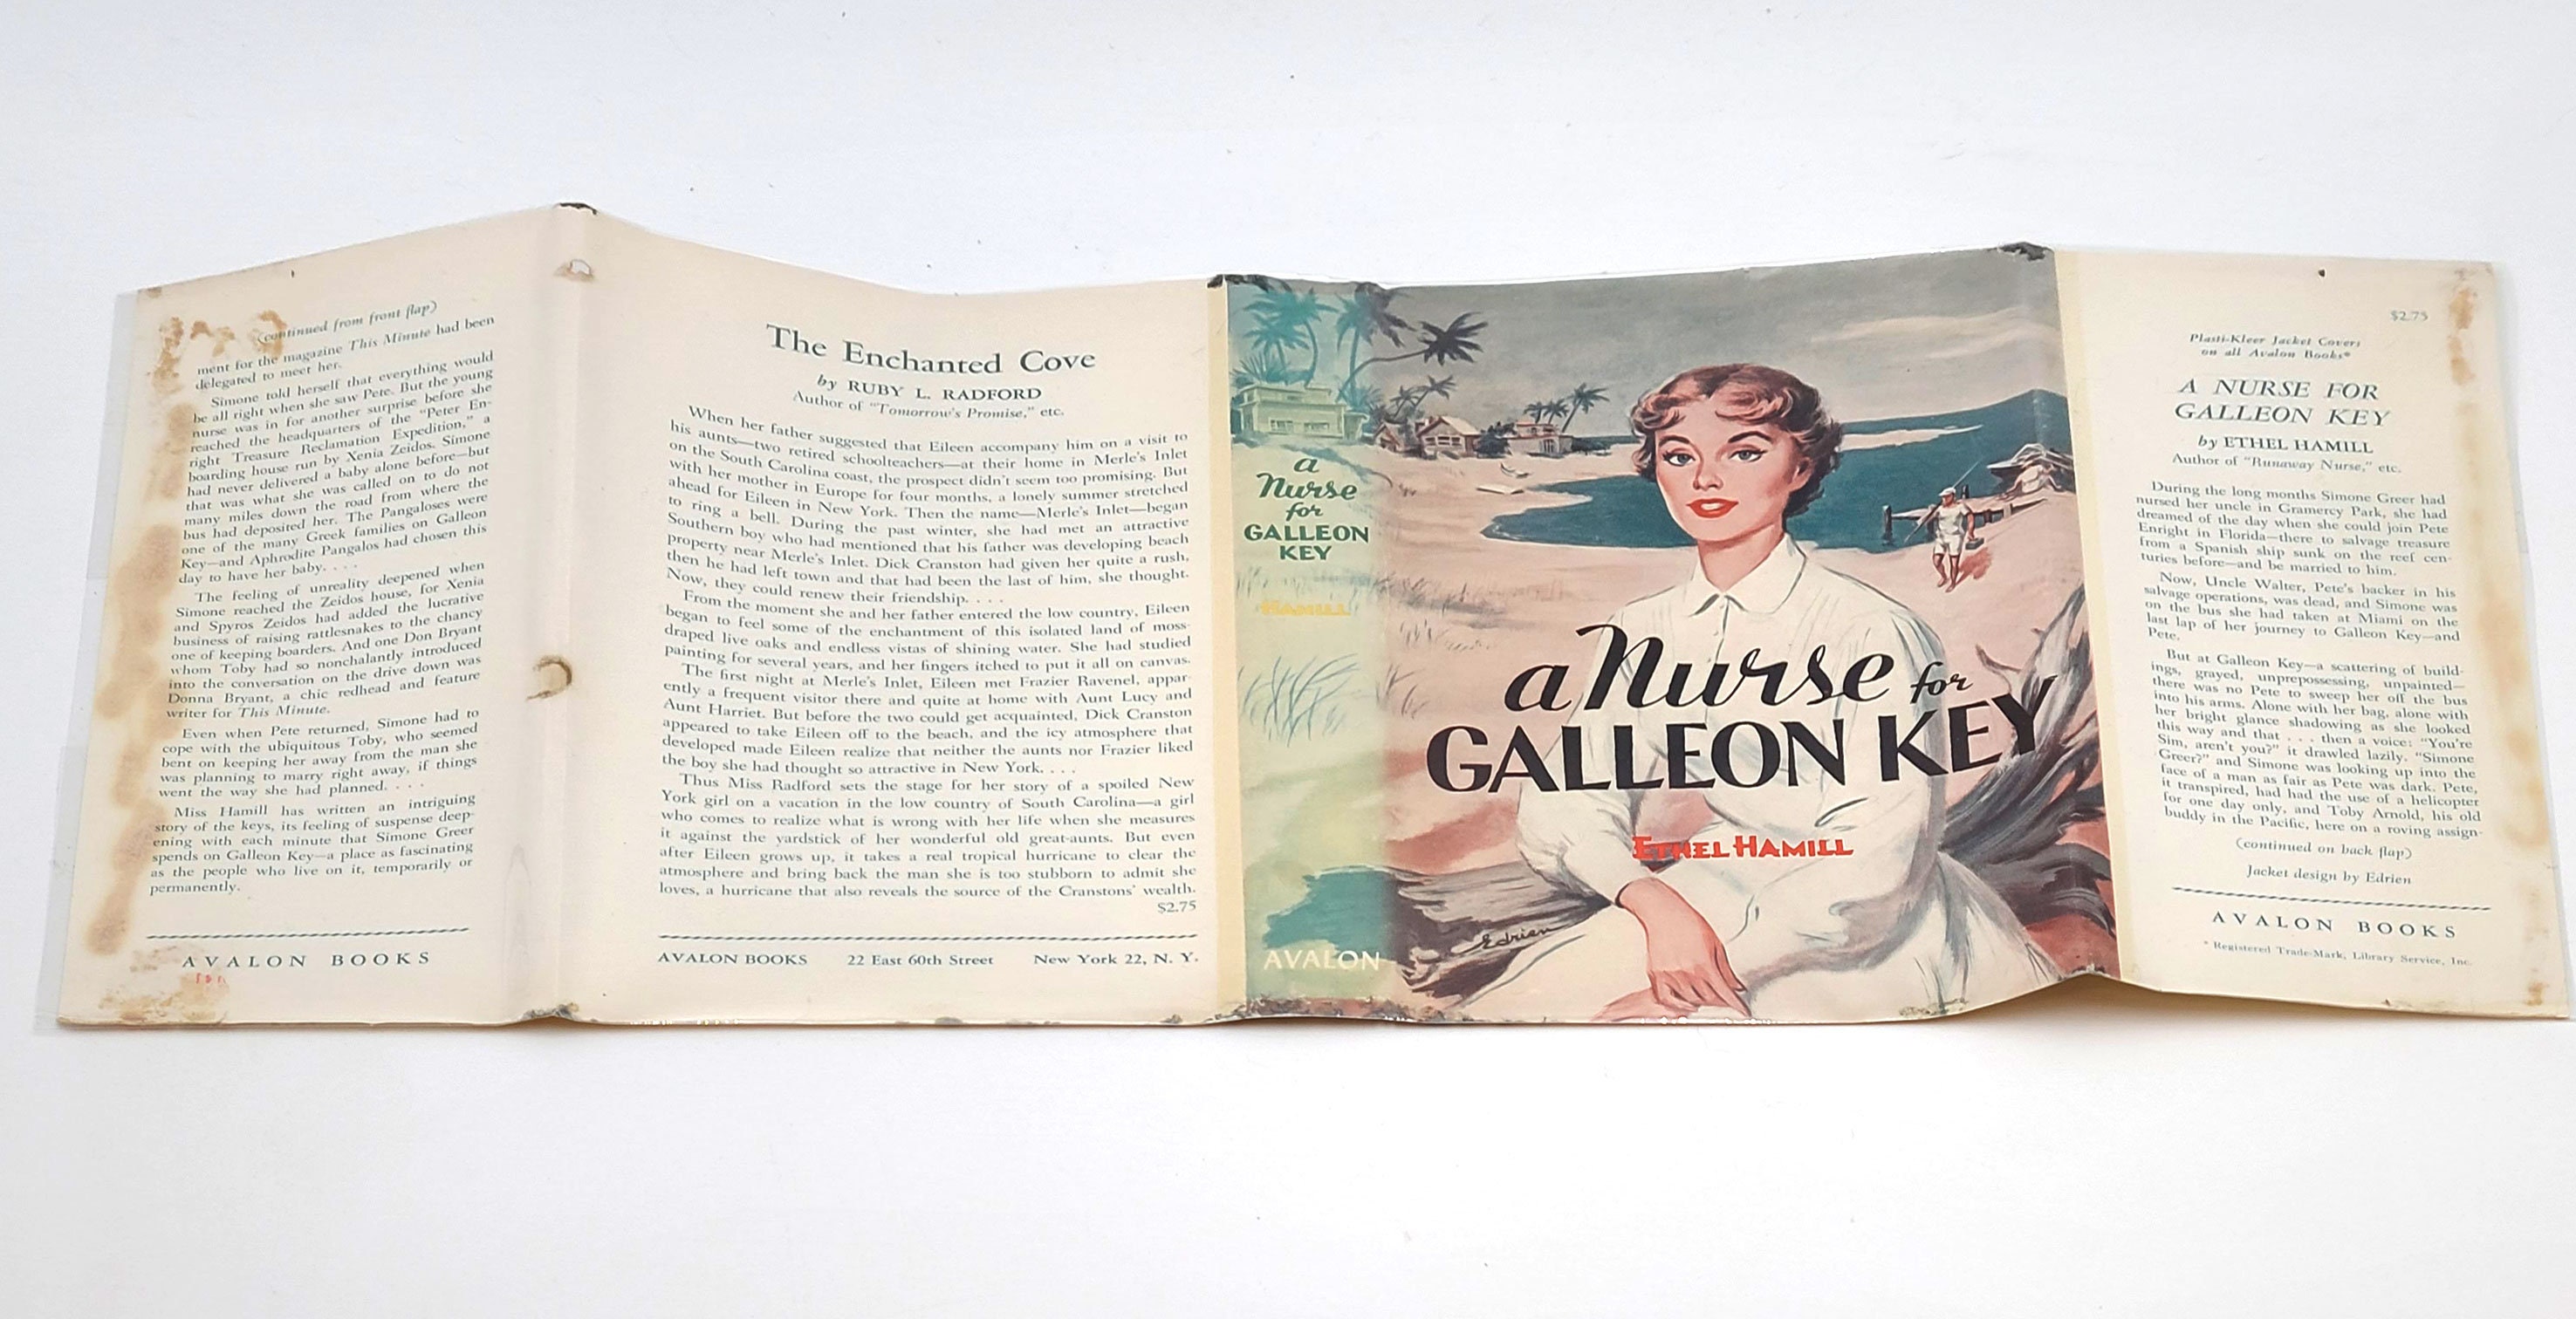 (continued from front flap)
ment for the magazine This Minute had been
delegated to meet her.
Simone told herself that everything would
be all right when she saw Pete. But the young
nurse was in for another surprise before she
reached the headquarters of the "Peter En-
right Treasure Reclamation Expedition," a
boarding house run by Xenia Zeidos. Simone
had never delivered a baby alone before—but
that was what she was called on to do not
many miles down the road from where the
bus had deposited her. The Pangaloses were
one of the many Greek families on Galleon
Key—and Aphrodite Pangalos had chosen this
day to have her baby. . . .
The feeling of unreality deepened when
Simone reached the Zeidos house, for Xenia
and Spyros Zeidos had added the lucrative
business of raising rattlesnakes to the chancy
one of keeping boarders. And one Don Bryant
whom Toby had so nonchalantly introduced
into the conversation on the drive down was
Donna Bryant, a chic redhead and feature
writer for This Minute.
Even when Pete returned, Simone had to
cope with the ubiquitous Toby, who seemed
bent on keeping her away from the man she
was planning to marry right away, if things
went the way she had planned. . . .
Miss Hamill has written an intriguing
story of the keys, its feeling of suspense deep-
ening with each minute that Simone Greer
spends on Galleon Key—a place as fascinating
as the people who live on it, temporarily or
permanently.
AVALON BOOKS
The Enchanted Cove
by RUBY L. RADFORD
Author of "Tomorrow's Promise," etc.
When her father suggested that Eileen accompany him on a visit to
his aunts—two retired schoolteachers—at their home in Merle's Inlet
on the South Carolina coast, the prospect didn't seem too promising. But
with her mother in Europe for four months, a lonely summer stretched
ahead for Eileen in New York. Then the name—Merle's Inlet—began
to ring a bell. During the past winter, she had met an attractive
Southern boy who had mentioned that his father was developing beach
property near Merle's Inlet. Dick Cranston had given her quite a rush,
then he had left town and that had been the last of him, she thought.
Now, they could renew their friendship. . . .
From the moment she and her father entered the low country, Eileen
began to feel some of the enchantment of this isolated land of moss-
draped live oaks and endless vistas of shining water. She had studied
painting for several years, and her fingers itched to put it all on canvas.
The first night at Merle's Inlet, Eileen met Frazier Ravenel, appar-
ently a frequent visitor there and quite at home with Aunt Lucy and
Aunt Harriet. But before the two could get acquainted, Dick Cranston
appeared to take Eileen off to the beach, and the icy atmosphere that
developed made Eileen realize that neither the aunts nor Frazier liked
the boy she had thought so attractive in New York. . . .
Thus Miss Radford sets the stage for her story of a spoiled New
York girl on a vacation in the low country of South Carolina—a girl
who comes to realize what is wrong with her life when she measures
it against the yardstick of her wonderful old great-aunts. But even
after Eileen grows up, it takes a real tropical hurricane to clear the
atmosphere and bring back the man she is too stubborn to admit she
loves, a hurricane that also reveals the source of the Cranstons' wealth.
$2.75
AVALON BOOKS 22 East 60th Street New York 22, N. Y.
a
Nurse
for
GALLEON
KEY
HAMILL
AVALON
a Nurse for
GALLEON KEY
ETHEL HAMILL
Edrien
$2.75
Plasti-Kleer Jacket Covers
on all Avalon Books*
A NURSE FOR
GALLEON KEY
by ETHEL HAMILL
Author of "Runaway Nurse," etc.
During the long months Simone Greer had
nursed her uncle in Gramercy Park, she had
dreamed of the day when she could join Pete
Enright in Florida—there to salvage treasure
from a Spanish ship sunk on the reef cen-
turies before—and be married to him.
Now, Uncle Walter, Pete's backer in his
salvage operations, was dead, and Simone was
on the bus she had taken at Miami on the
last lap of her journey to Galleon Key—and
Pete.
But at Galleon Key—a scattering of build-
ings, grayed, unprepossessing, unpainted—
there was no Pete to sweep her off the bus
into his arms. Alone with her bag, alone with
her bright glance shadowing as she looked
this way and that . . . then a voice: "You're
Sim, aren't you?" it drawled lazily. "Simone
Greer?" and Simone was looking up into the
face of a man as fair as Pete was dark. Pete,
it transpired, had had the use of a helicopter
for one day only, and Toby Arnold, his old
buddy in the Pacific, here on a roving assign-
(continued on back flap)
Jacket design by Edrien
AVALON BOOKS
* Registered Trade-Mark, Library Service, Inc.